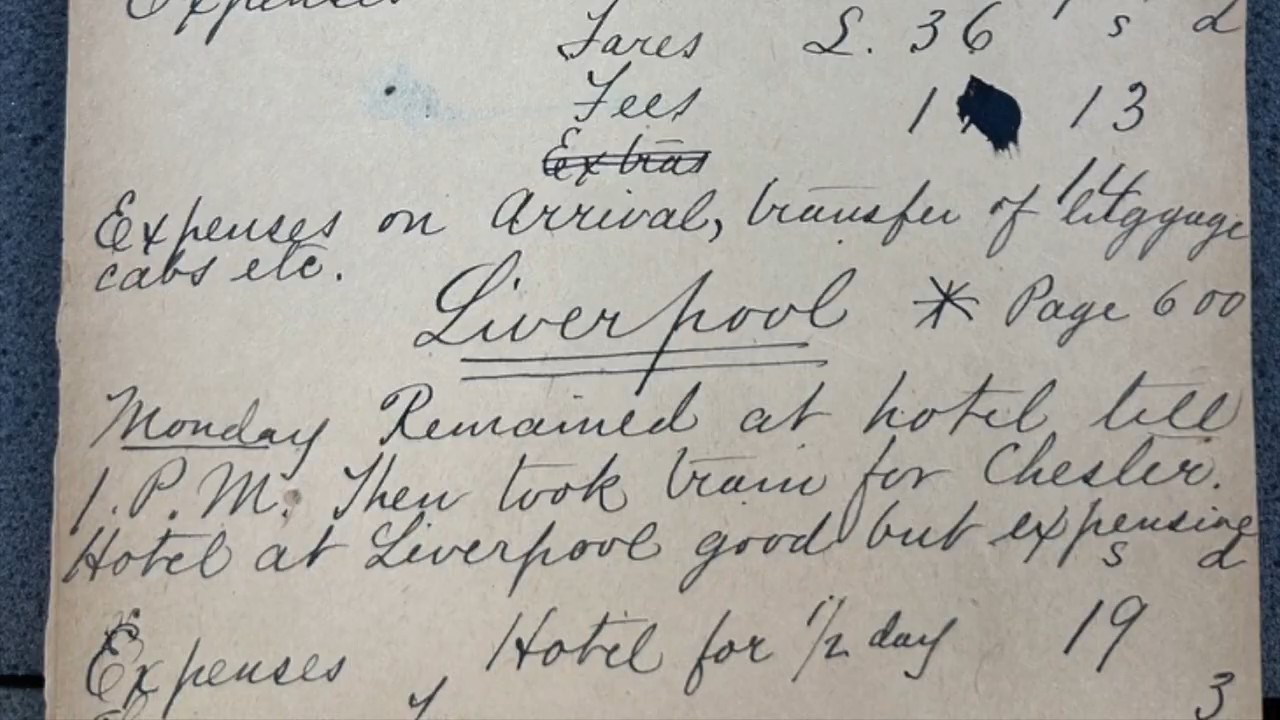 Expenses
s d
Fares £. 36
Fees 1 13
Extras
14
Expenses on Arrival, transfer of luggage
cabs etc.
Liverpool * Page 600
Monday Remained at hotel till
1. P. M. Then took train for Chester.
Hotel at Liverpool good but expensive
s d
Expenses Hotel for 1/2 day 19
3